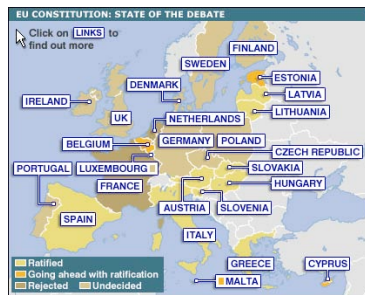 EU CONSTITUTION: STATE OF THE DEBATE
Click on LINKS to
find out more
FINLAND
SWEDEN
ESTONIA
DENMARK
LATVIA
IRELAND
NETHERLANDS
LITHUANIA
UK
GERMANY
POLAND
BELGIUM
CZECH REPUBLIC
PORTUGAL
LUXEMBOURG
SLOVAKIA
FRANCE
HUNGARY
AUSTRIA
SLOVENIA
SPAIN
ITALY
GREECE
CYPRUS
MALTA
Ratified
Going ahead with ratification
Rejected
Undecided